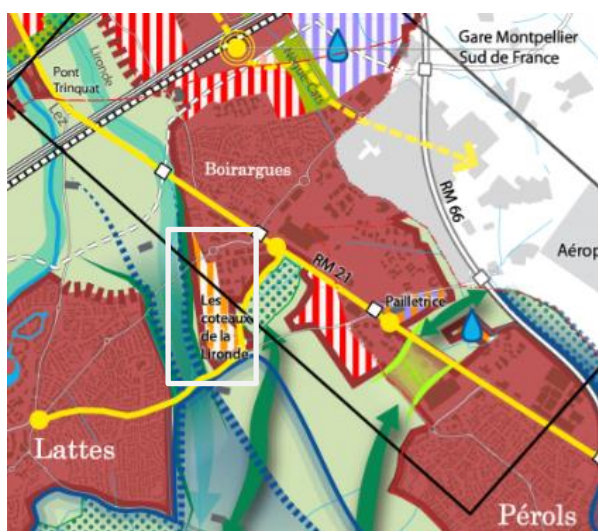 Gare Montpellier
Sud de France
Lironde
Pont
Trinquat
Lez
Boirargues
RM 66
Aérop
RM 21
Les
coteaux
de la
Lironde
Pailletrice
Lattes
Pérols